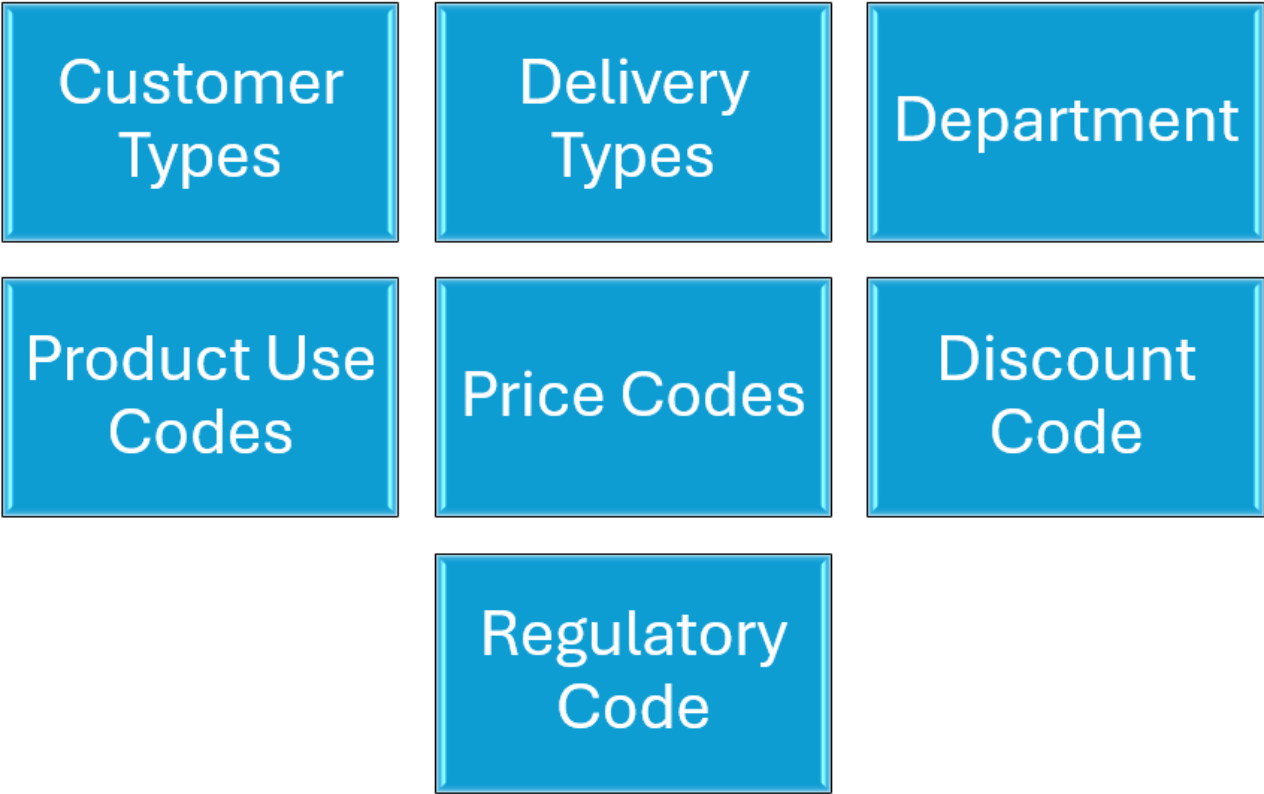 Customer
Types
Delivery
Types
Department
Product Use
Codes
Price Codes
Discount
Code
Regulatory
Code